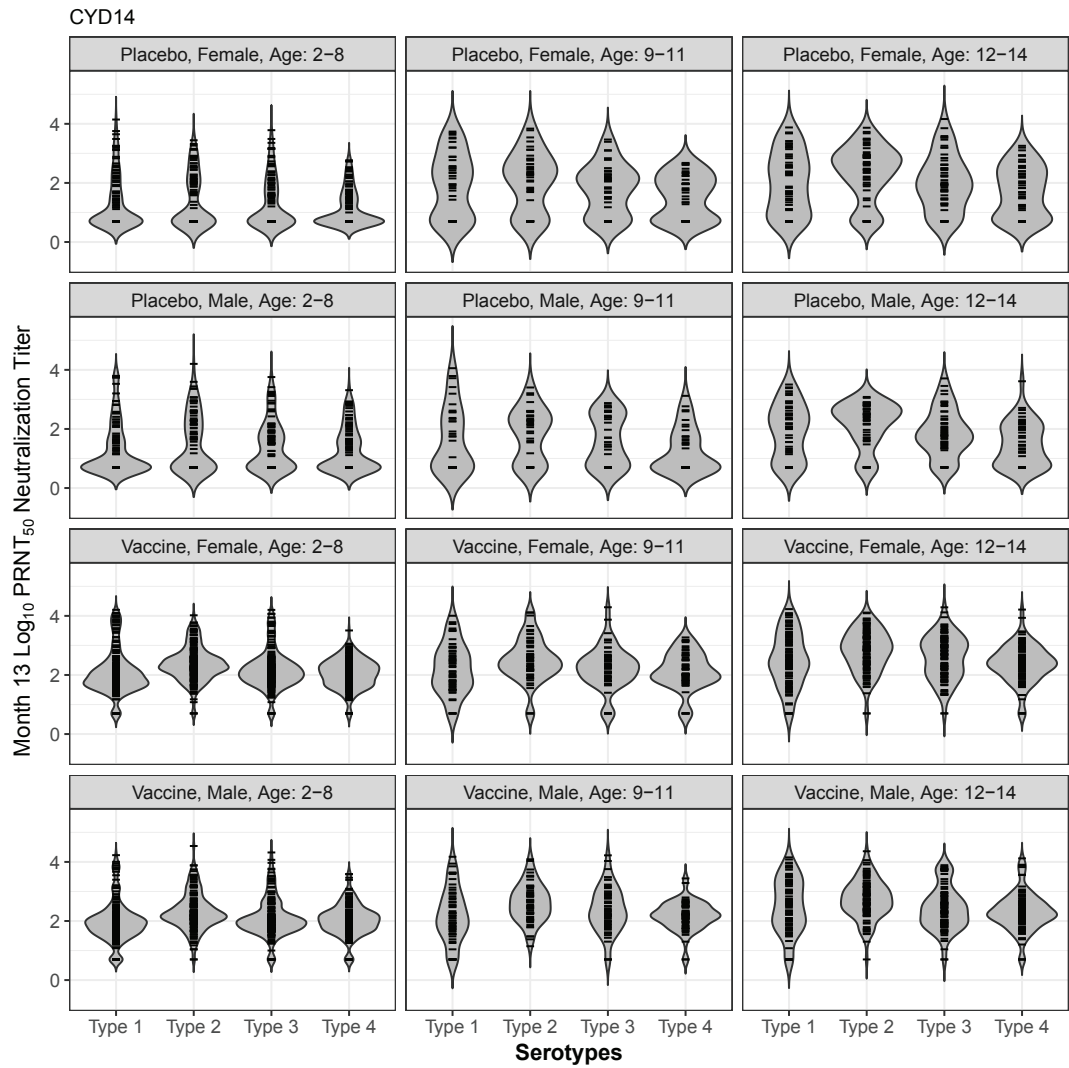 CYD14
Placebo, Female, Age: 2−8
Placebo, Female, Age: 9−11
Placebo, Female, Age: 12−14
4
2
0
Placebo, Male, Age: 2−8
Placebo, Male, Age: 9−11
Placebo, Male, Age: 12−14
4
2
0
Month 13 Log₁₀ PRNT₅₀ Neutralization Titer
Vaccine, Female, Age: 2−8
Vaccine, Female, Age: 9−11
Vaccine, Female, Age: 12−14
4
2
0
Vaccine, Male, Age: 2−8
Vaccine, Male, Age: 9−11
Vaccine, Male, Age: 12−14
4
2
0
Type 1 Type 2 Type 3 Type 4
Type 1 Type 2 Type 3 Type 4
Type 1 Type 2 Type 3 Type 4
Serotypes